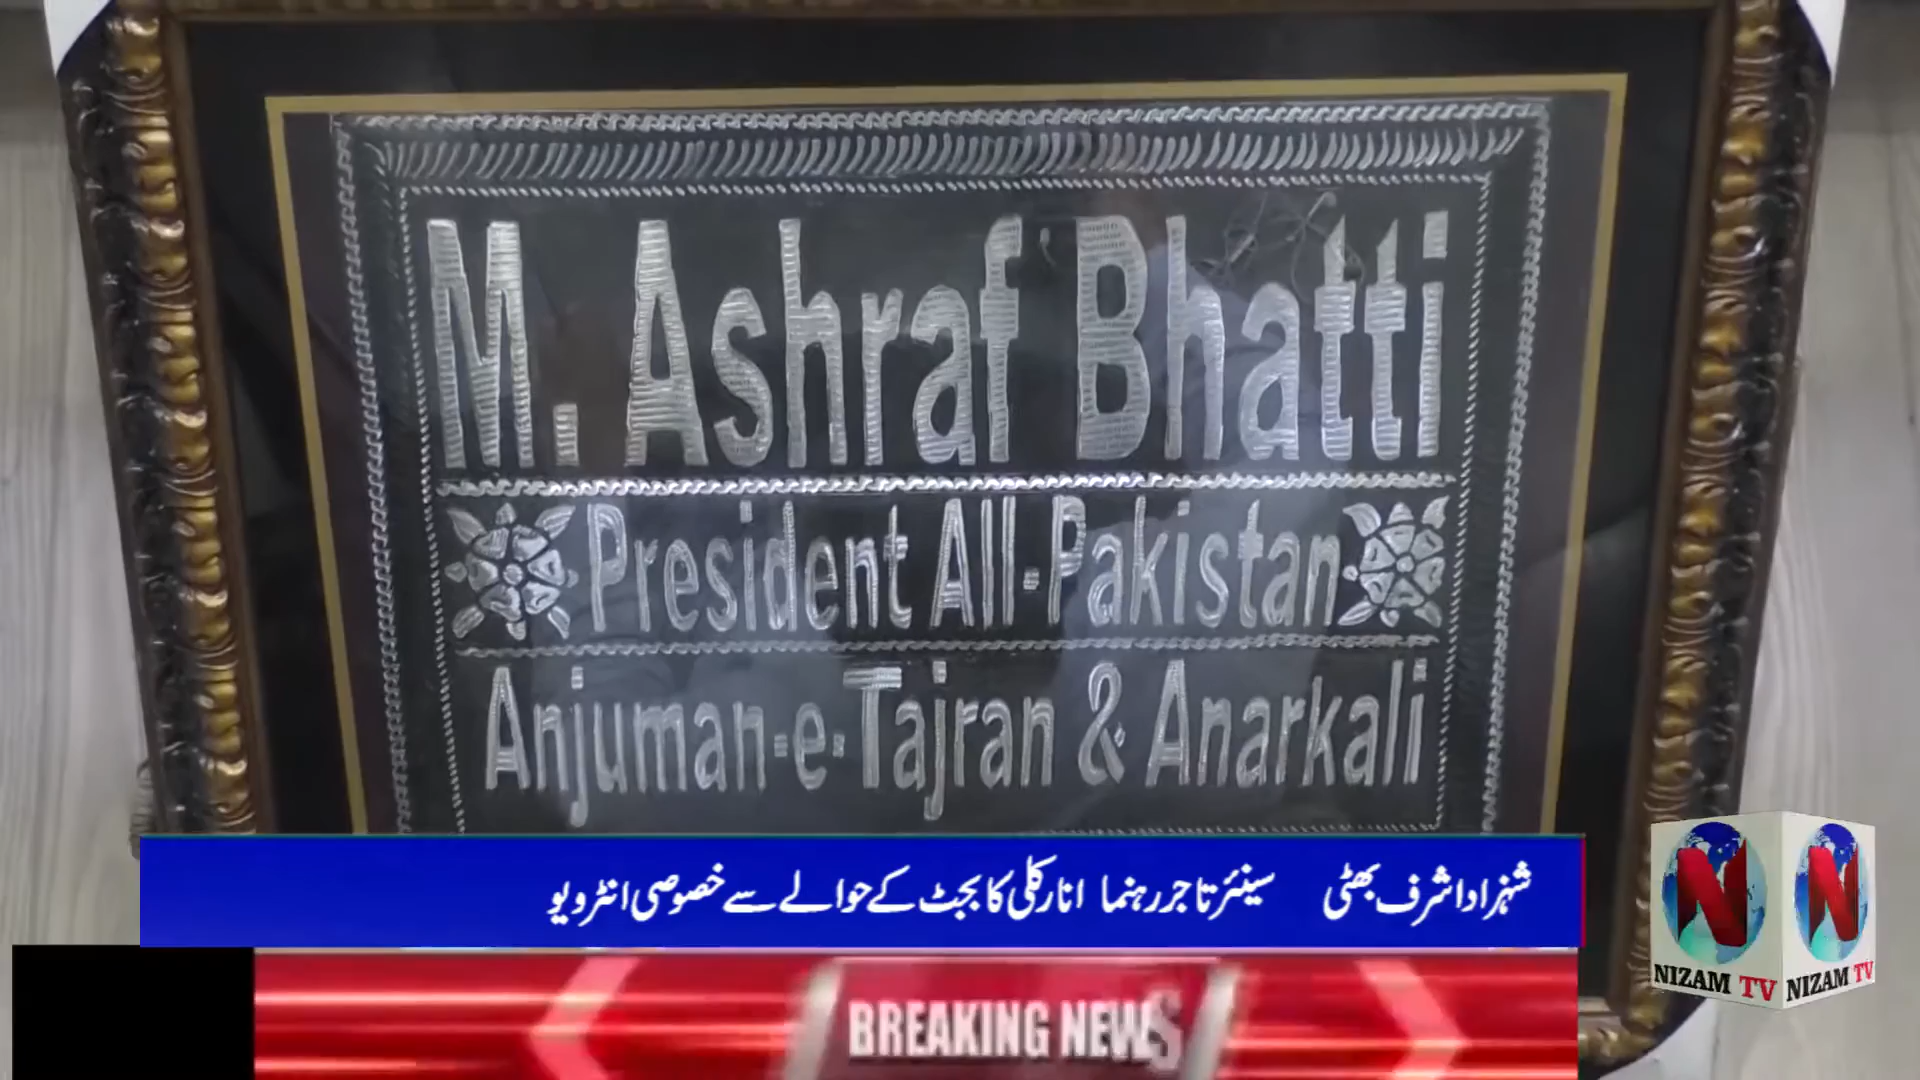 M. Ashraf Bhatti
President All-Pakistan
Anjuman-e-Tajran & Anarkali
شہزاد اشرف بھٹی سینئر تاجر رہنما انارکلی کا بجٹ کے حوالے سے خصوصی انٹرویو
BREAKING NEWS
NIZAM TV
NIZAM TV